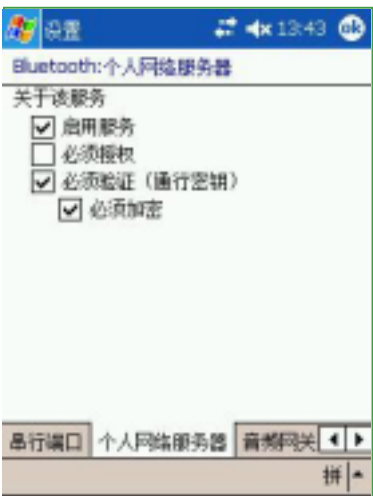 设置 13:43 ok
Bluetooth:个人网络服务器
关于该服务
启用服务
必须授权
必须验证（通行密钥）
必须加密
串行端口 个人网络服务器 音频网关
拼